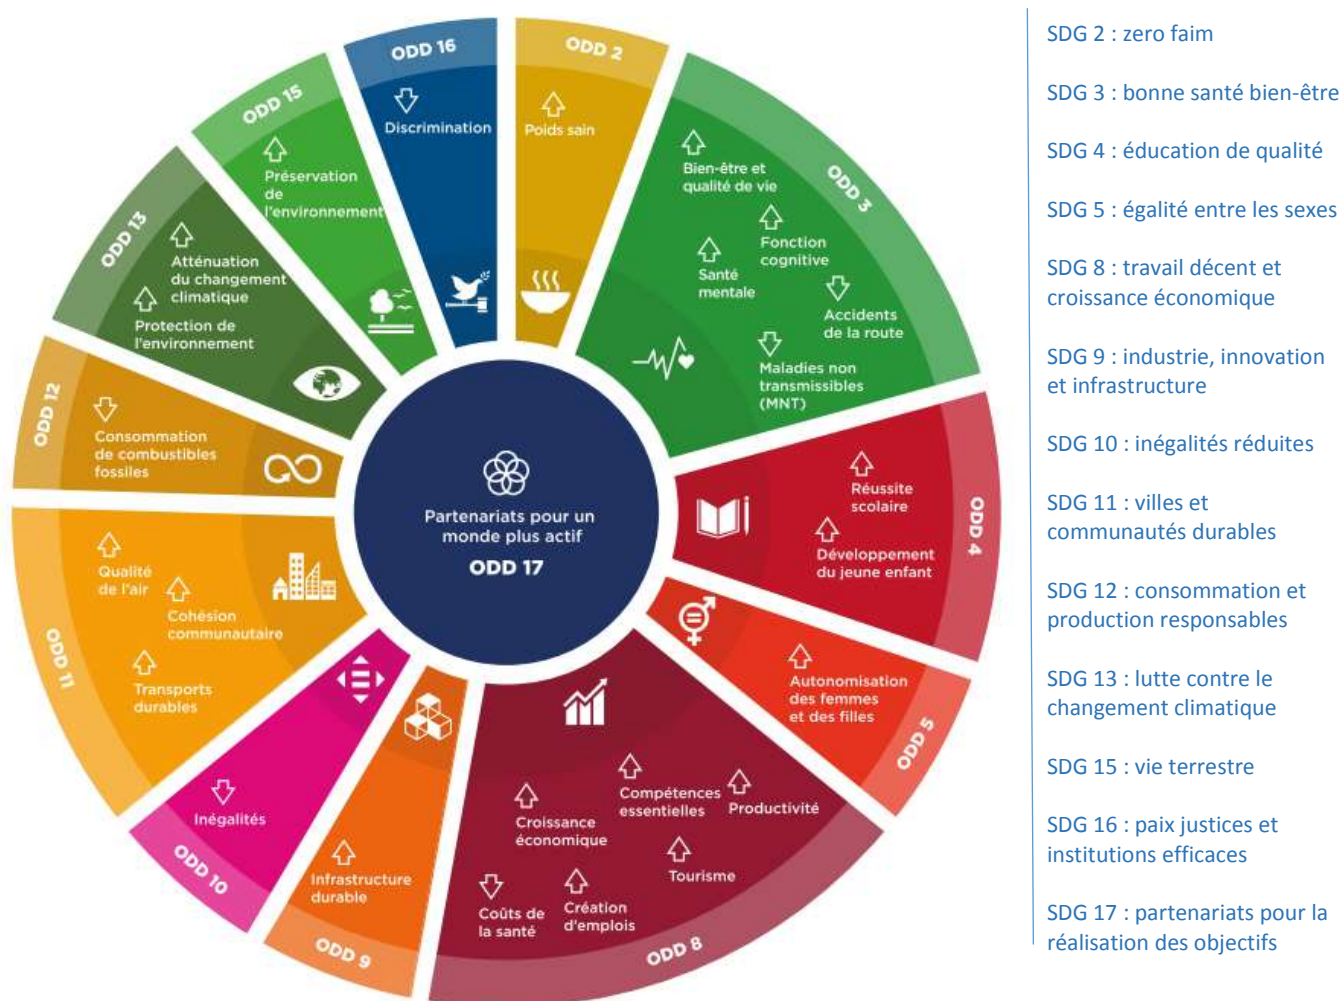 ODD 16
Discrimination
ODD 2
Poids sain
ODD 3
Bien-être et
qualité de vie
Fonction
cognitive
Santé
mentale
Accidents
de la route
Maladies non
transmissibles
(MNT)
ODD 4
Réussite
scolaire
Développement
du jeune enfant
ODD 5
Autonomisation
des femmes
et des filles
ODD 8
Compétences
essentielles
Productivité
Croissance
économique
Tourisme
Coûts de
la santé
Création
d'emplois
ODD 9
Infrastructure
durable
ODD 10
Inégalités
ODD 11
Qualité
de l'air
Cohésion
communautaire
Transports
durables
ODD 12
Consommation
de combustibles
fossiles
ODD 13
Atténuation
du changement
climatique
Protection de
l'environnement
ODD 15
Préservation
de
l'environnement
Partenariats pour un
monde plus actif
ODD 17
SDG 2 : zero faim
SDG 3 : bonne santé bien-être
SDG 4 : éducation de qualité
SDG 5 : égalité entre les sexes
SDG 8 : travail décent et
croissance économique
SDG 9 : industrie, innovation
et infrastructure
SDG 10 : inégalités réduites
SDG 11 : villes et
communautés durables
SDG 12 : consommation et
production responsables
SDG 13 : lutte contre le
changement climatique
SDG 15 : vie terrestre
SDG 16 : paix justices et
institutions efficaces
SDG 17 : partenariats pour la
réalisation des objectifs